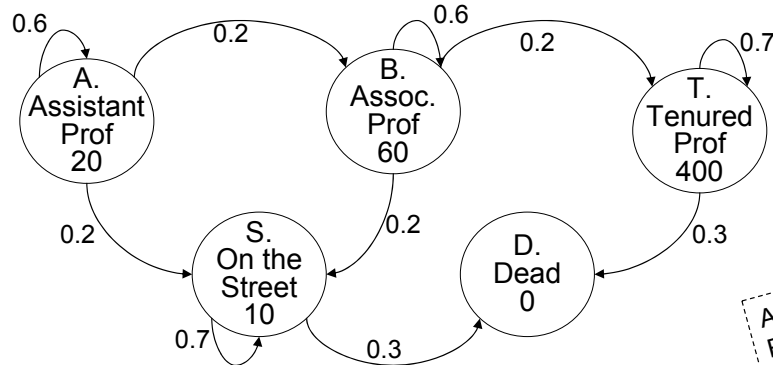 0.6
0.2
0.6
0.2
0.7
A.
Assistant
Prof
20
B.
Assoc.
Prof
60
T.
Tenured
Prof
400
0.2
0.2
0.3
S.
On the
Street
10
D.
Dead
0
0.7
0.3
A